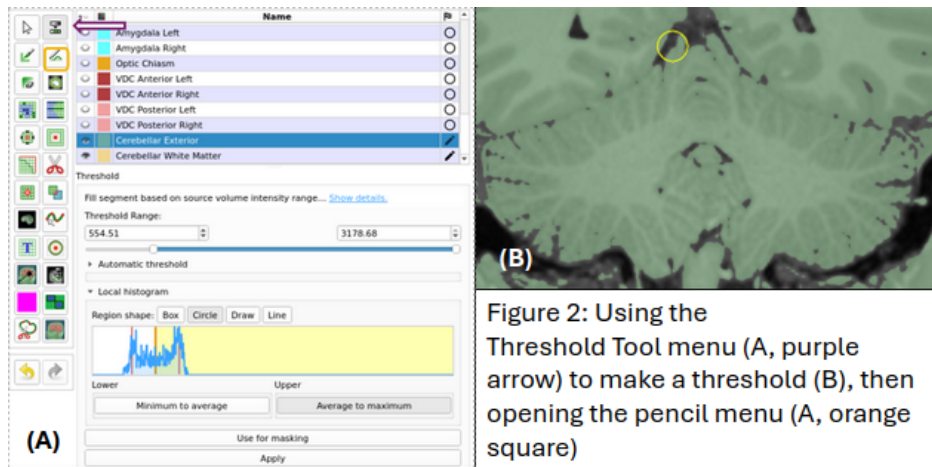 Name
Amygdala Left
Amygdala Right
Optic Chiasm
VDC Anterior Left
VDC Anterior Right
VDC Posterior Left
VDC Posterior Right
Cerebellar Exterior
Cerebellar White Matter
Threshold
Fill segment based on source volume intensity range... Show details.
Threshold Range:
554.51 3178.68
Automatic threshold
Local histogram
Region shape: Box Circle Draw Line
Lower Upper
Minimum to average Average to maximum
Use for masking
Apply
T
(A)
(B)
Figure 2: Using the
Threshold Tool menu (A, purple
arrow) to make a threshold (B), then
opening the pencil menu (A, orange
square)